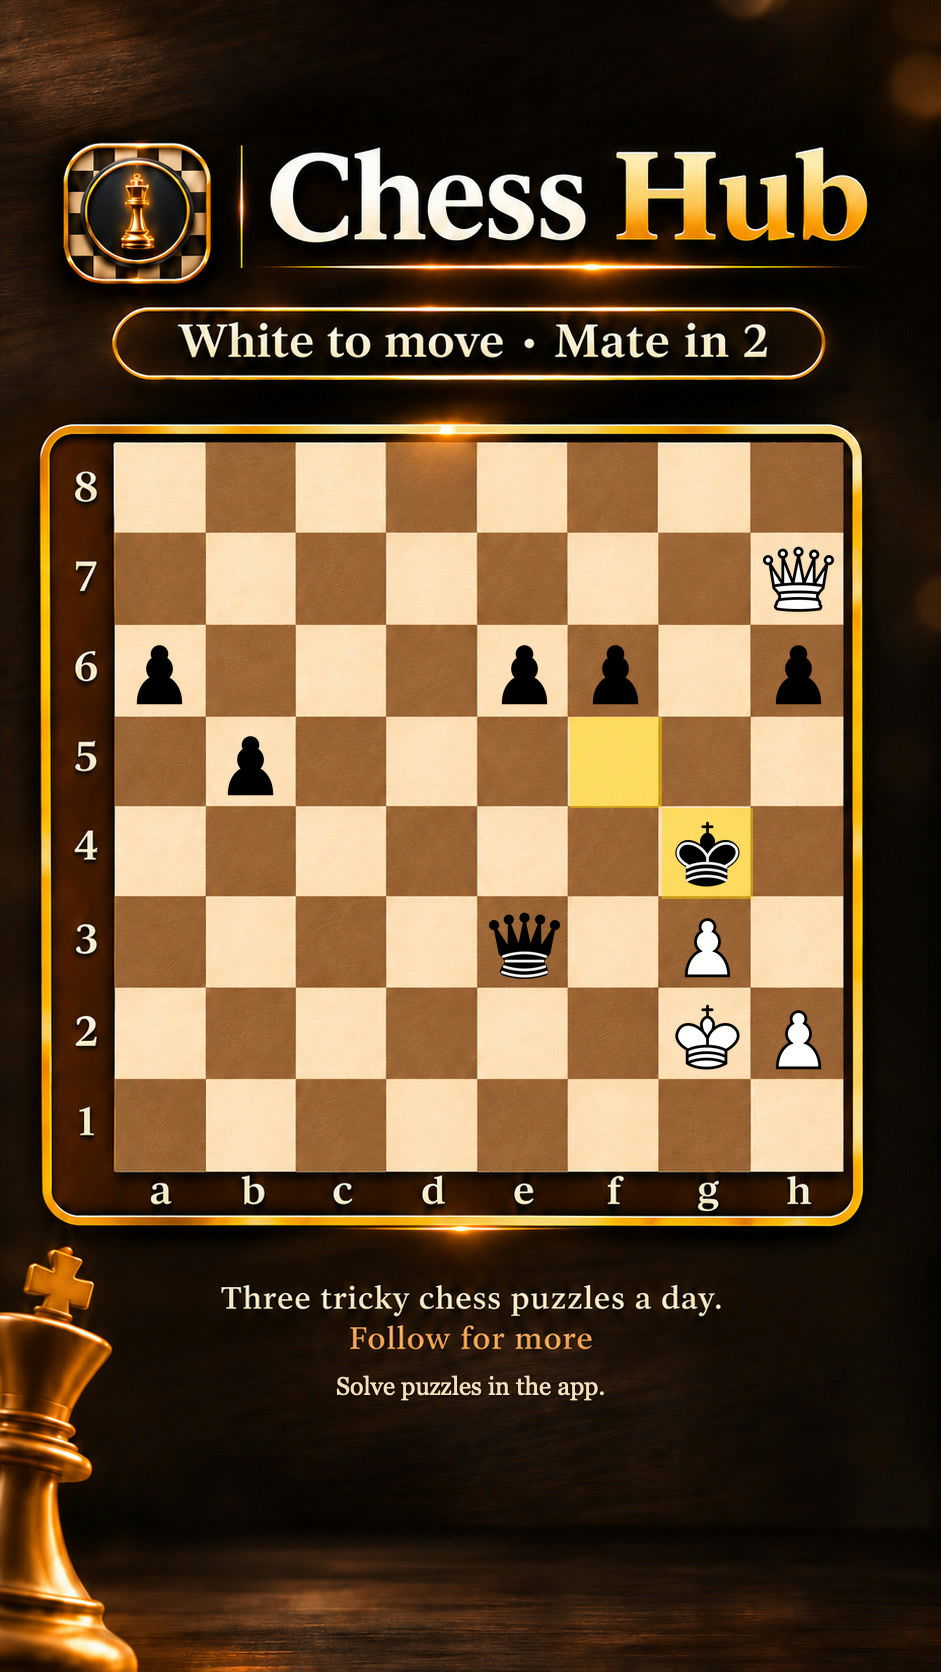 Chess Hub
White to move • Mate in 2
8
7
6
5
4
3
2
1
a b c d e f g h
Three tricky chess puzzles a day.
Follow for more
Solve puzzles in the app.